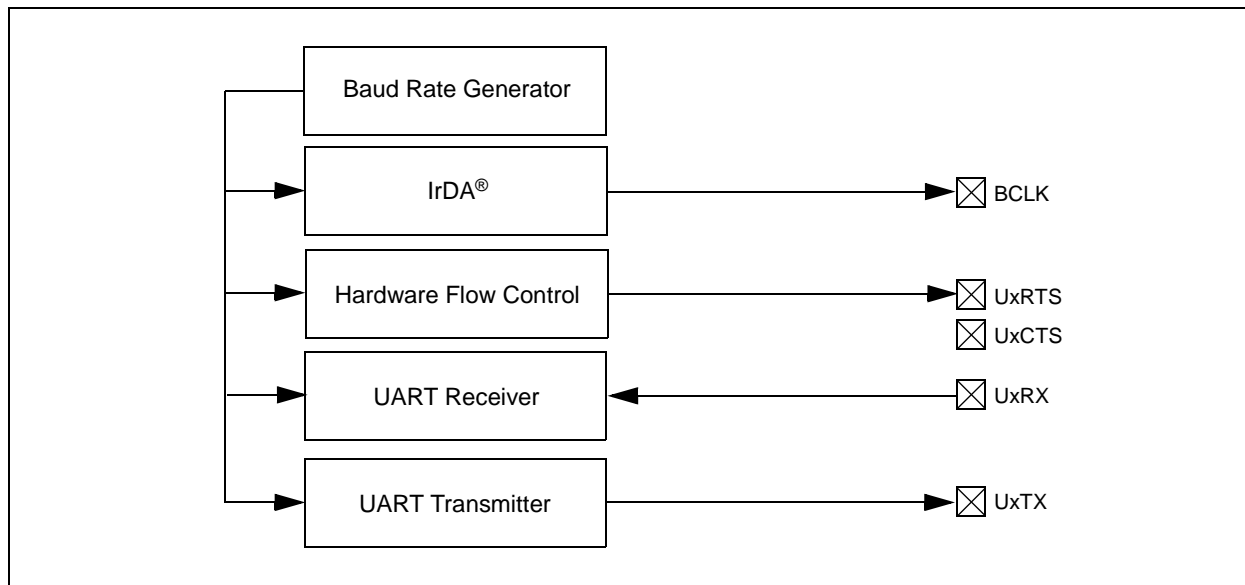 Baud Rate Generator
IrDA®
BCLK
Hardware Flow Control
UxRTS
UxCTS
UART Receiver
UxRX
UART Transmitter
UxTX